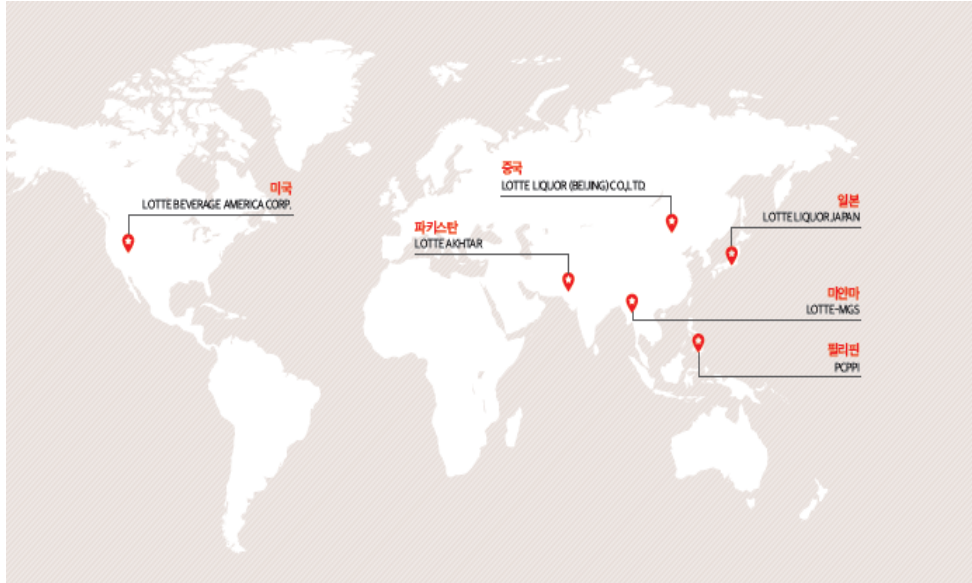 미국
LOTTE BEVERAGE AMERICA CORP.
중국
LOTTE LIQUOR (BEIJING) CO.,LTD.
파키스탄
LOTTE AKHTAR
일본
LOTTE LIQUOR JAPAN
미얀마
LOTTE-MGS
필리핀
PCPPI